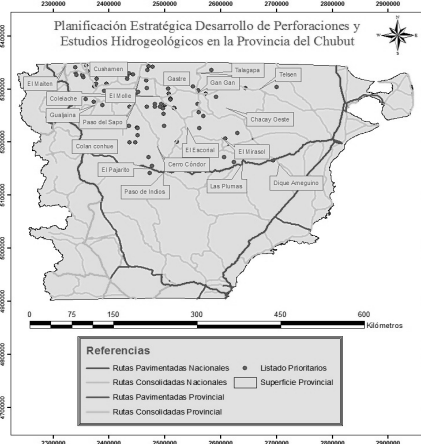 2300000 2400000 2500000 2600000 2700000 2800000 2900000
Planificación Estratégica Desarrollo de Perforaciones y
Estudios Hidrogeológicos en la Provincia del Chubut
Cushamen
Talagapa
Gastre
Telsen
El Maiten
Gan Gan
Colelache
El Molle
Gualjaina
Paso del Sapo
Chacay Oeste
Colan conhue
El Escorial
El Mirasol
Cerro Cóndor
El Pajarito
Las Plumas
Dique Ameguino
Paso de Indios
0 75 150 300 450 600
Kilómetros
Referencias
Rutas Pavimentadas Nacionales
Listado Prioritarios
Rutas Consolidadas Nacionales
Superficie Provincial
Rutas Pavimentadas Provincial
Rutas Consolidadas Provincial
2300000 2400000 2500000 2600000 2700000 2800000 2900000